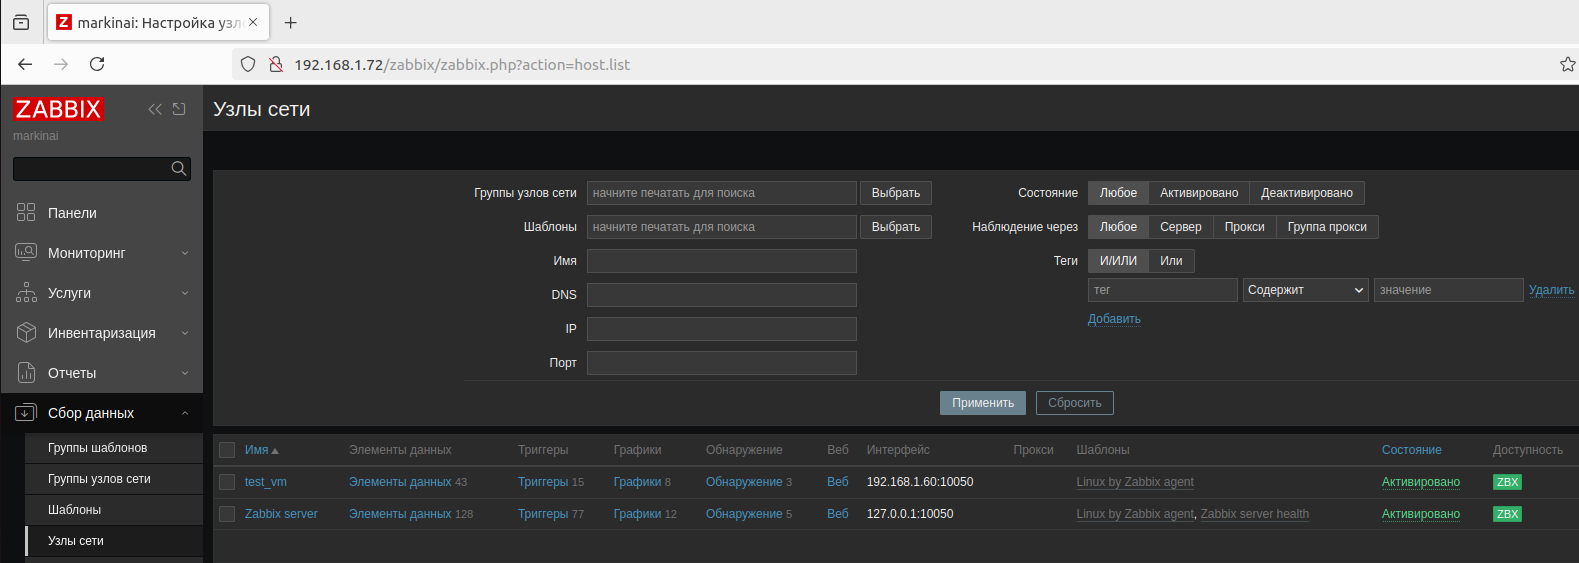 markinai: Настройка узл
192.168.1.72/zabbix/zabbix.php?action=host.list
ZABBIX
markinai
Панели
Мониторинг
Услуги
Инвентаризация
Отчеты
Сбор данных
Группы шаблонов
Группы узлов сети
Шаблоны
Узлы сети
Узлы сети
Группы узлов сети начните печатать для поиска Выбрать
Шаблоны начните печатать для поиска Выбрать
Имя
DNS
IP
Порт
Состояние Любое Активировано Деактивировано
Наблюдение через Любое Сервер Прокси Группа прокси
Теги И/ИЛИ Или
тег Содержит значение Удалить
Добавить
Применить Сбросить
Имя Элементы данных Триггеры Графики Обнаружение Веб Интерфейс Прокси Шаблоны Состояние Доступность
test_vm Элементы данных 43 Триггеры 15 Графики 8 Обнаружение 3 Веб 192.168.1.60:10050 Linux by Zabbix agent Активировано ZBX
Zabbix server Элементы данных 128 Триггеры 77 Графики 12 Обнаружение 5 Веб 127.0.0.1:10050 Linux by Zabbix agent, Zabbix server health Активировано ZBX